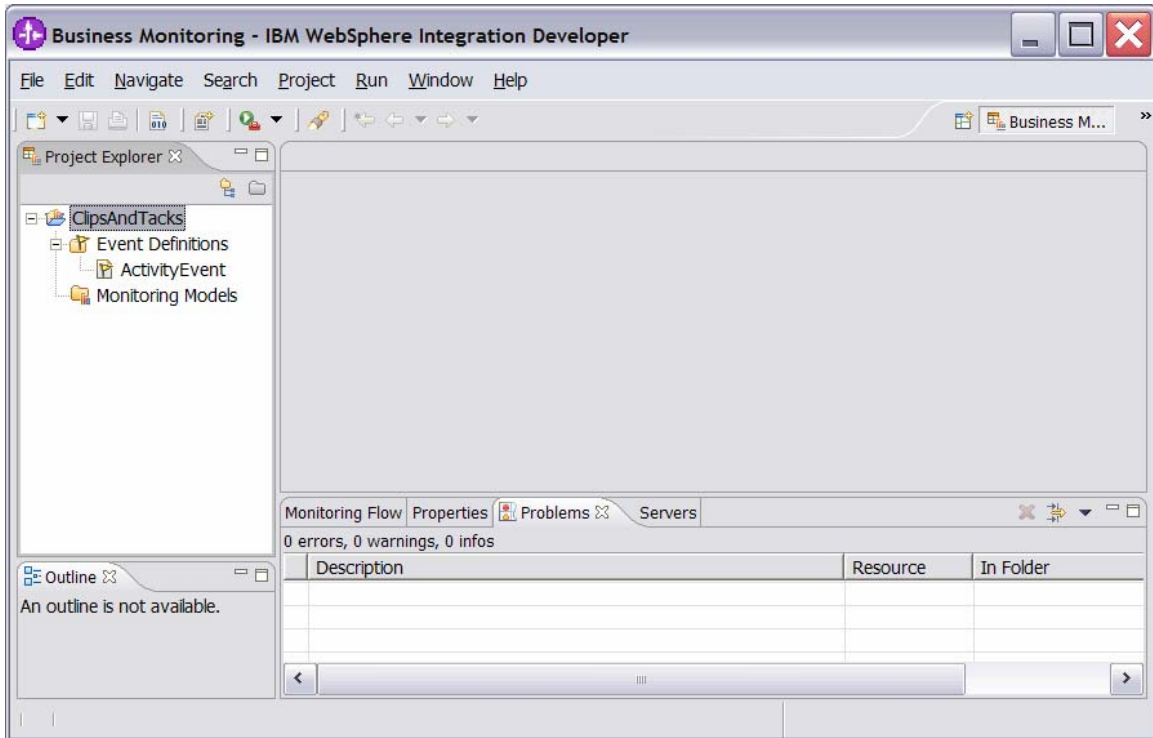 Business Monitoring - IBM WebSphere Integration Developer
File Edit Navigate Search Project Run Window Help
010
Business M...
»
Project Explorer
ClipsAndTacks
Event Definitions
ActivityEvent
Monitoring Models
Monitoring Flow Properties Problems Servers
0 errors, 0 warnings, 0 infos
Description Resource In Folder
Outline
An outline is not available.